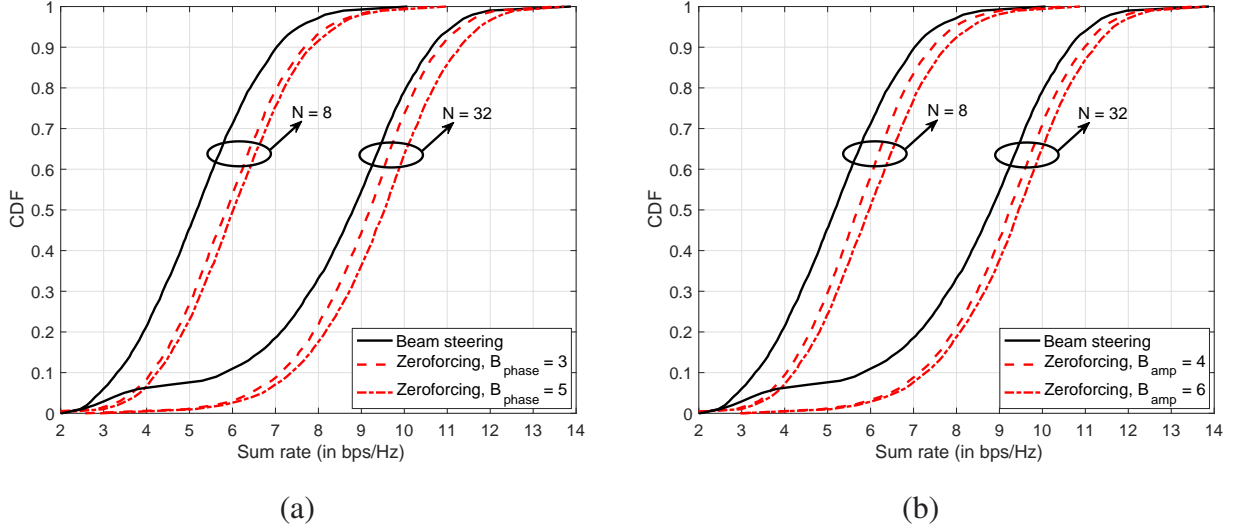 1
0.9
0.8
0.7
0.6
0.5
0.4
0.3
0.2
0.1
0
CDF
N = 8
N = 32
Beam steering
Zeroforcing, B_phase = 3
Zeroforcing, B_phase = 5
2 3 4 5 6 7 8 9 10 11 12 13 14
Sum rate (in bps/Hz)
(a)
1
0.9
0.8
0.7
0.6
0.5
0.4
0.3
0.2
0.1
0
CDF
N = 8
N = 32
Beam steering
Zeroforcing, B_amp = 4
Zeroforcing, B_amp = 6
2 3 4 5 6 7 8 9 10 11 12 13 14
Sum rate (in bps/Hz)
(b)